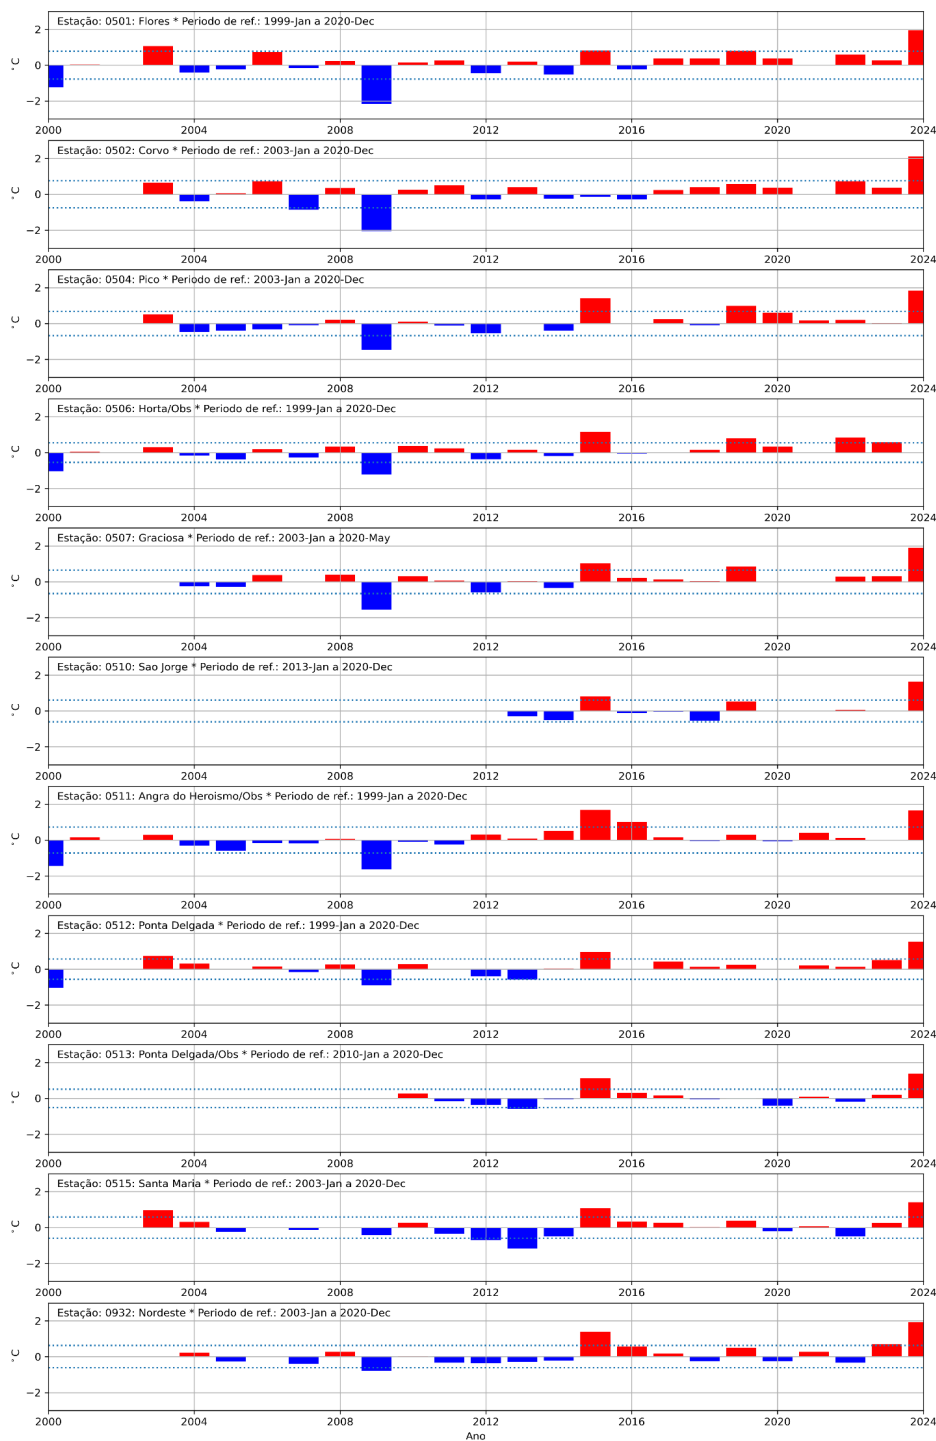 Estação: 0501: Flores * Periodo de ref.: 1999-Jan a 2020-Dec
2
0
−2
°C
2000 2004 2008 2012 2016 2020 2024
Estação: 0502: Corvo * Periodo de ref.: 2003-Jan a 2020-Dec
2
0
−2
°C
2000 2004 2008 2012 2016 2020 2024
Estação: 0504: Pico * Periodo de ref.: 2003-Jan a 2020-Dec
2
0
−2
°C
2000 2004 2008 2012 2016 2020 2024
Estação: 0506: Horta/Obs * Periodo de ref.: 1999-Jan a 2020-Dec
2
0
−2
°C
2000 2004 2008 2012 2016 2020 2024
Estação: 0507: Graciosa * Periodo de ref.: 2003-Jan a 2020-May
2
0
−2
°C
2000 2004 2008 2012 2016 2020 2024
Estação: 0510: Sao Jorge * Periodo de ref.: 2013-Jan a 2020-Dec
2
0
−2
°C
2000 2004 2008 2012 2016 2020 2024
Estação: 0511: Angra do Heroismo/Obs * Periodo de ref.: 1999-Jan a 2020-Dec
2
0
−2
°C
2000 2004 2008 2012 2016 2020 2024
Estação: 0512: Ponta Delgada * Periodo de ref.: 1999-Jan a 2020-Dec
2
0
−2
°C
2000 2004 2008 2012 2016 2020 2024
Estação: 0513: Ponta Delgada/Obs * Periodo de ref.: 2010-Jan a 2020-Dec
2
0
−2
°C
2000 2004 2008 2012 2016 2020 2024
Estação: 0515: Santa Maria * Periodo de ref.: 2003-Jan a 2020-Dec
2
0
−2
°C
2000 2004 2008 2012 2016 2020 2024
Estação: 0932: Nordeste * Periodo de ref.: 2003-Jan a 2020-Dec
2
0
−2
°C
2000 2004 2008 2012 2016 2020 2024
Ano